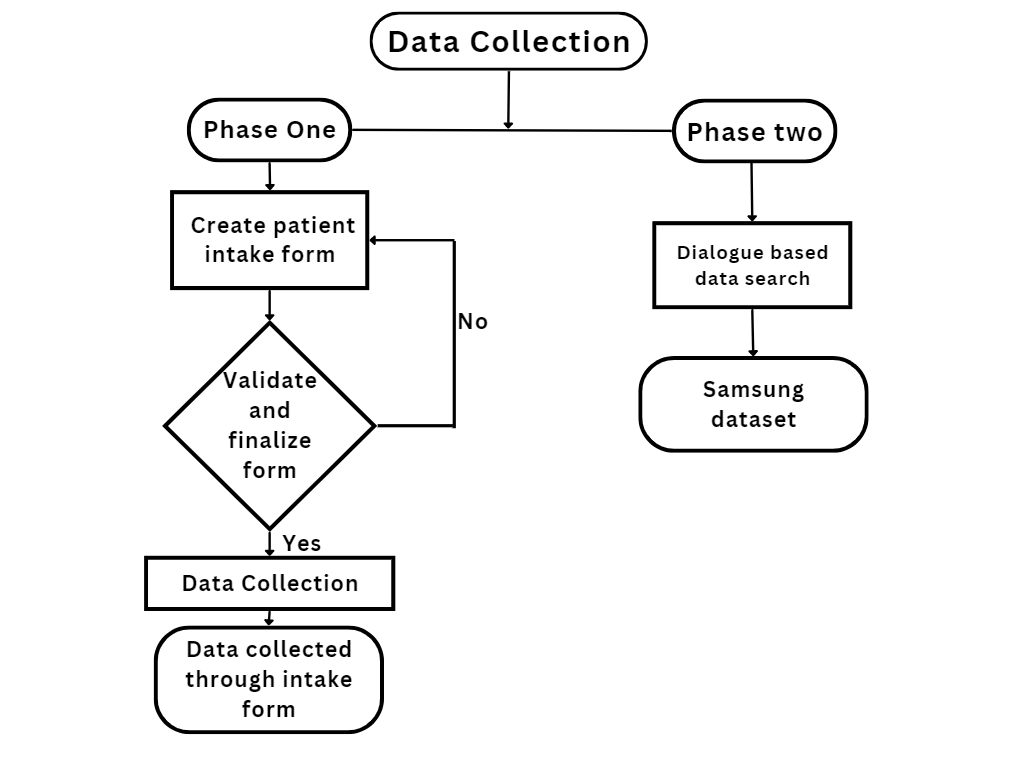 Data Collection
Phase One
Phase two
Create patient
intake form
Dialogue based
data search
No
Validate
and
finalize
form
Samsung
dataset
Yes
Data Collection
Data collected
through intake
form